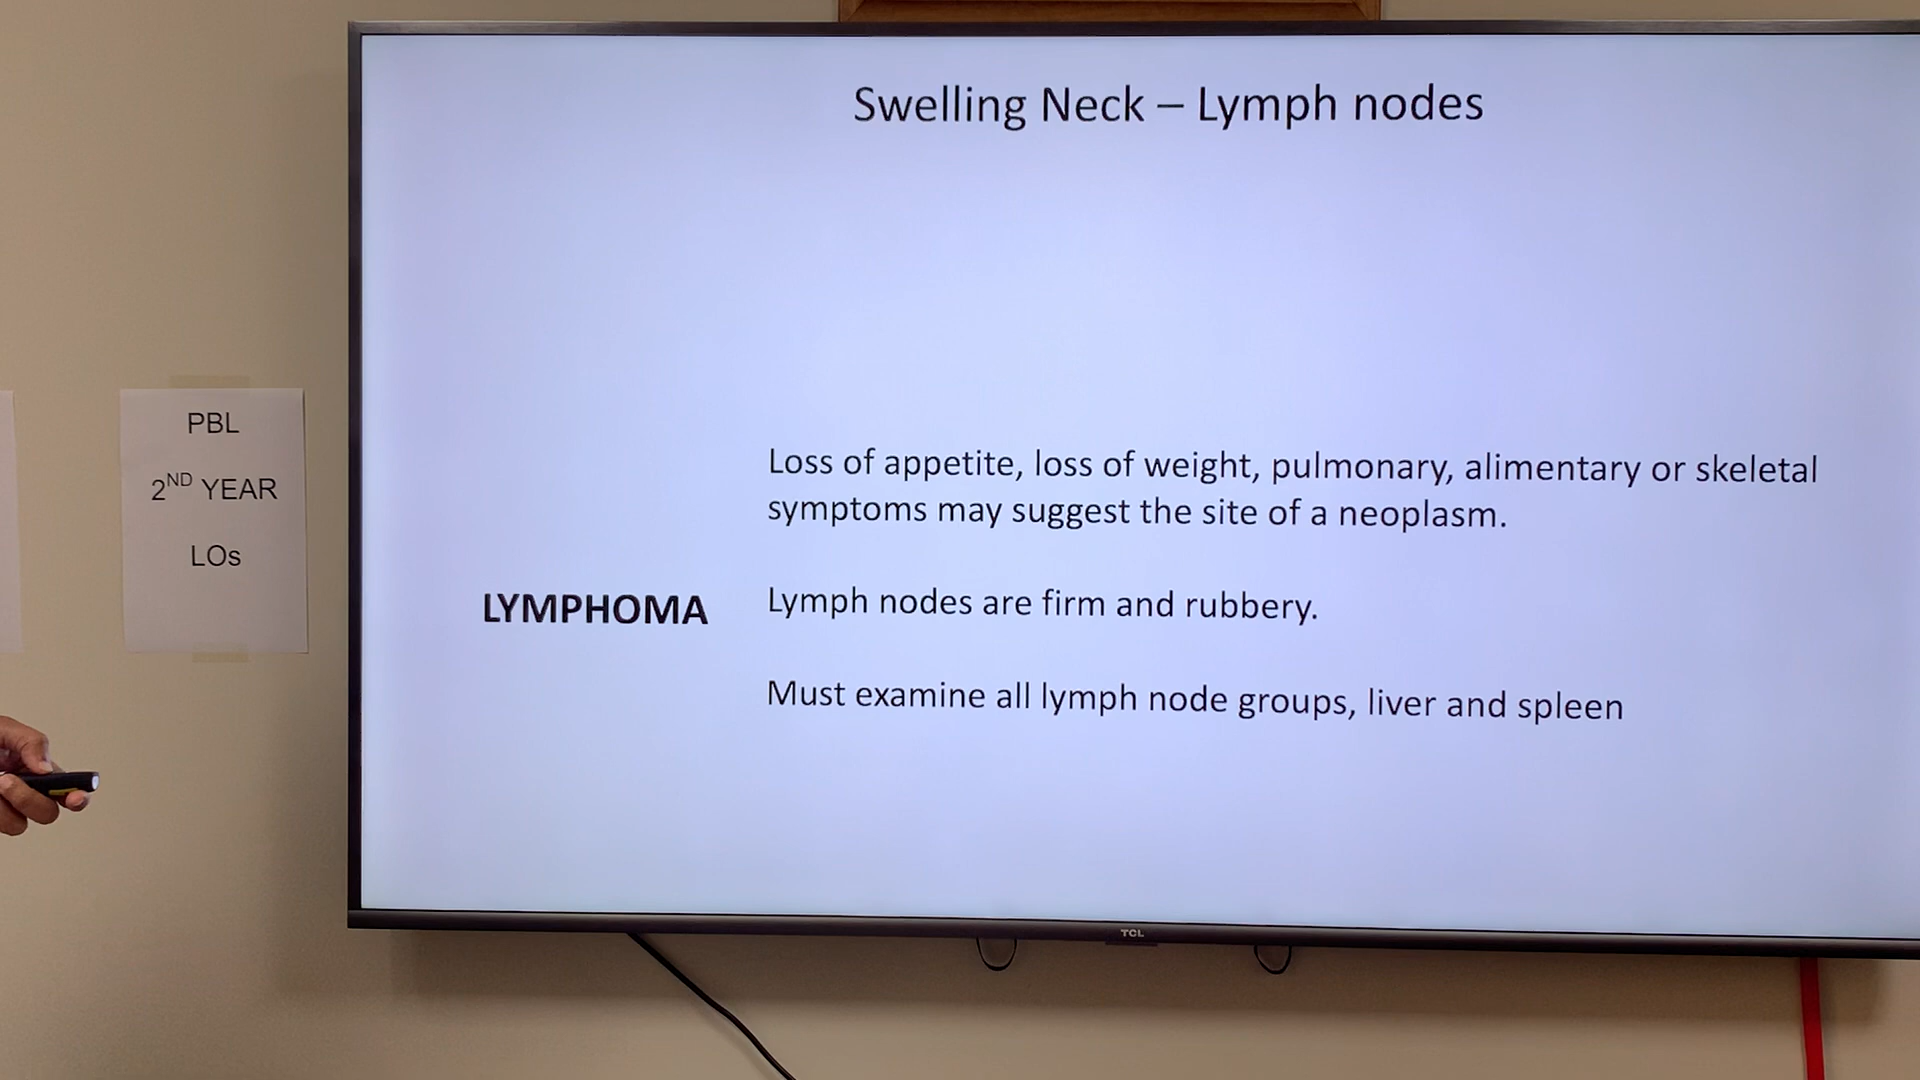 Swelling Neck – Lymph nodes
PBL
2ND YEAR
LOs
Loss of appetite, loss of weight, pulmonary, alimentary or skeletal
symptoms may suggest the site of a neoplasm.
LYMPHOMA
Lymph nodes are firm and rubbery.
Must examine all lymph node groups, liver and spleen
TCL